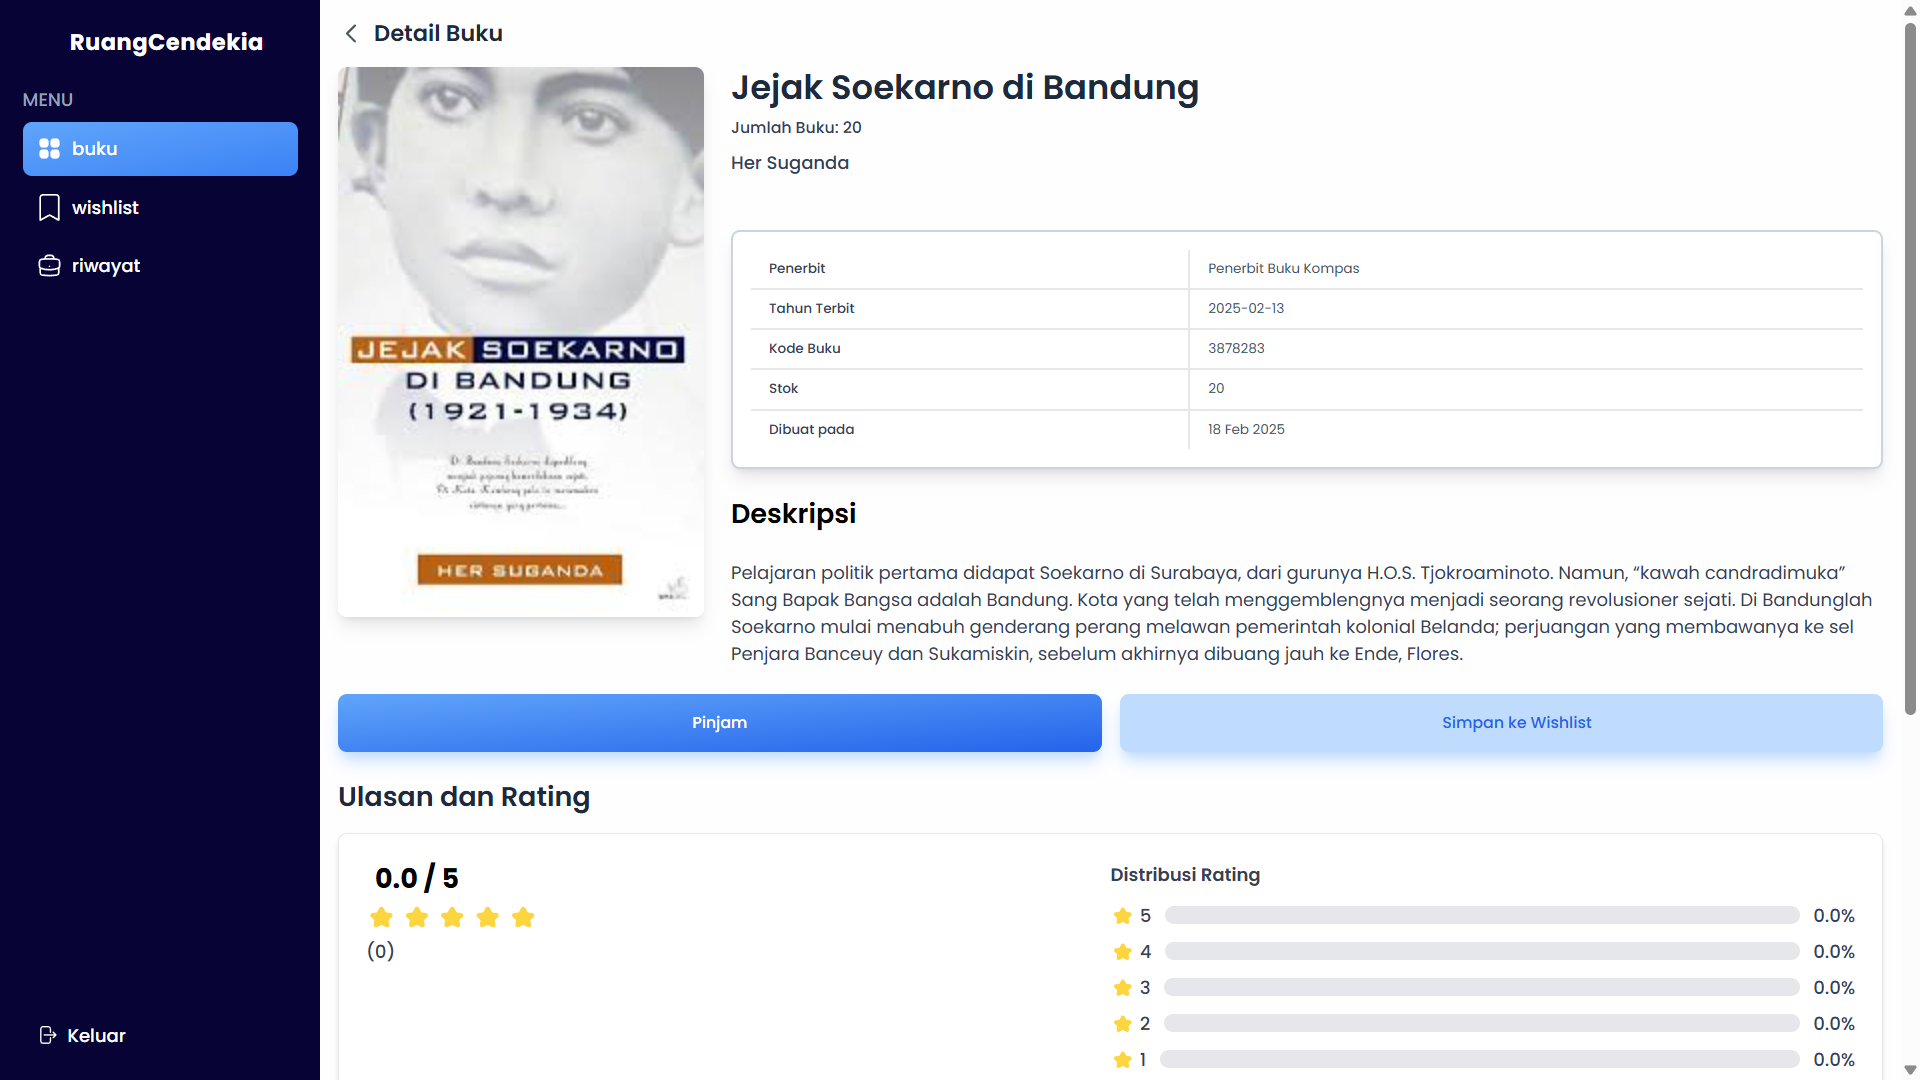 RuangCendekia
MENU
buku
wishlist
riwayat
Keluar
Detail Buku
JEJAK SOEKARNO
DI BANDUNG
(1921-1934)
HER SUGANDA
Jejak Soekarno di Bandung
Jumlah Buku: 20
Her Suganda
Penerbit Penerbit Buku Kompas
Tahun Terbit 2025-02-13
Kode Buku 3878283
Stok 20
Dibuat pada 18 Feb 2025
Deskripsi
Pelajaran politik pertama didapat Soekarno di Surabaya, dari gurunya H.O.S. Tjokroaminoto. Namun, “kawah candradimuka”
Sang Bapak Bangsa adalah Bandung. Kota yang telah menggemblengnya menjadi seorang revolusioner sejati. Di Bandunglah
Soekarno mulai menabuh genderang perang melawan pemerintah kolonial Belanda; perjuangan yang membawanya ke sel
Penjara Banceuy dan Sukamiskin, sebelum akhirnya dibuang jauh ke Ende, Flores.
Pinjam
Simpan ke Wishlist
Ulasan dan Rating
0.0 / 5
(0)
Distribusi Rating
5 0.0%
4 0.0%
3 0.0%
2 0.0%
1 0.0%